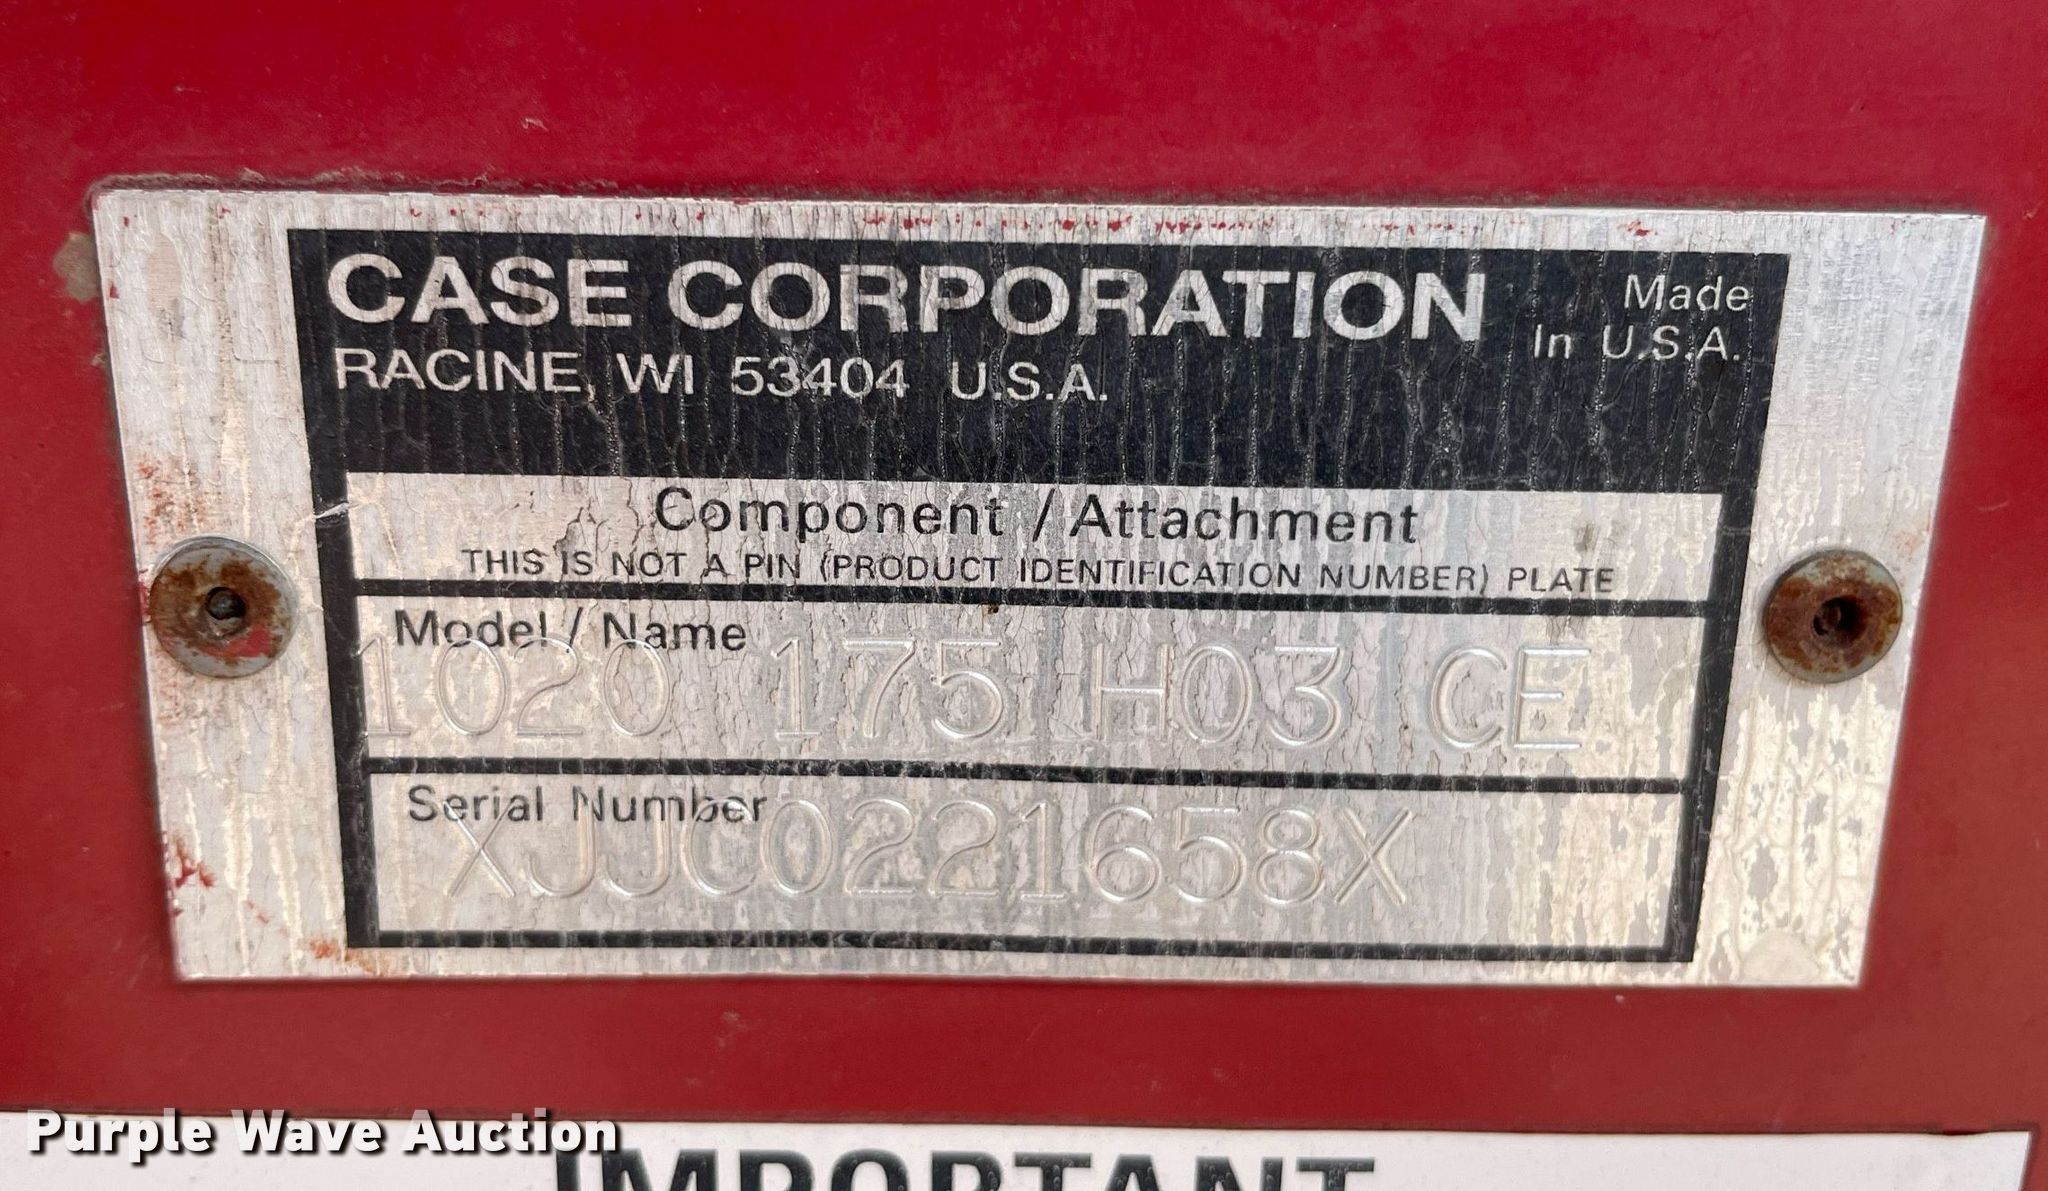 CASE CORPORATION
Made
In U.S.A.
RACINE, WI 53404 U.S.A.
Component / Attachment
THIS IS NOT A PIN (PRODUCT IDENTIFICATION NUMBER) PLATE
Model / Name
1020 175 H03 CE
Serial Number
XJJC0221658X
Purple Wave Auction
IMPORTANT